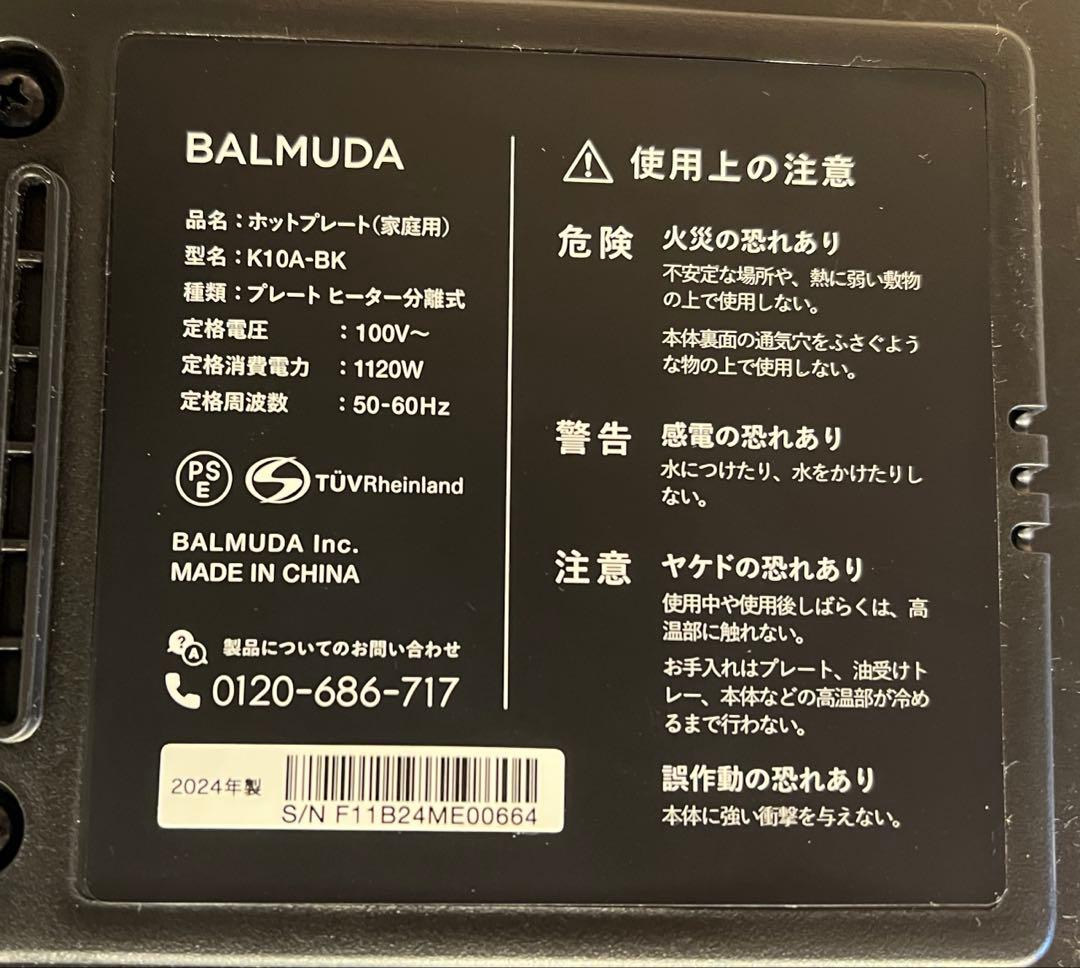 BALMUDA
品名：ホットプレート(家庭用)
型名：K10A-BK
種類：プレート ヒーター分離式
定格電圧　：100V～
定格消費電力　：1120W
定格周波数　：50-60Hz
PS
E
TÜVRheinland
BALMUDA Inc.
MADE IN CHINA
? A 製品についてのお問い合わせ
0120-686-717
2024年製
S/N F11B24ME00664
使用上の注意
危険 火災の恐れあり
不安定な場所や、熱に弱い敷物
の上で使用しない。
本体裏面の通気穴をふさぐよう
な物の上で使用しない。
警告 感電の恐れあり
水につけたり、水をかけたりし
ない。
注意 ヤケドの恐れあり
使用中や使用後しばらくは、高
温部に触れない。
お手入れはプレート、油受けト
レー、本体などの高温部が冷め
るまで行わない。
誤作動の恐れあり
本体に強い衝撃を与えない。